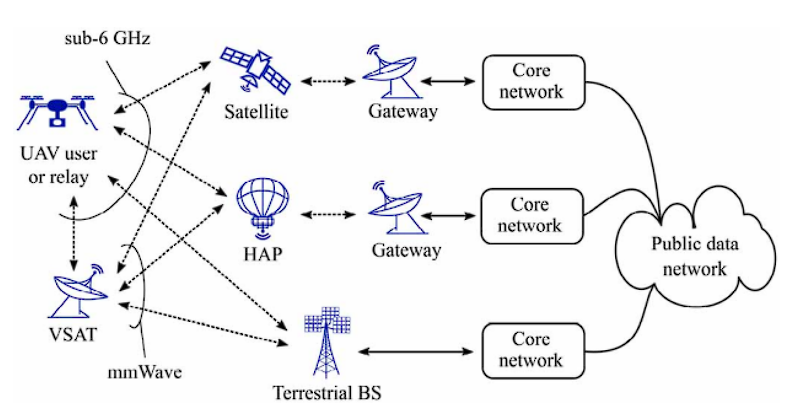 sub-6 GHz
UAV user
or relay
VSAT
mmWave
Satellite
Gateway
Core
network
HAP
Gateway
Core
network
Terrestrial BS
Core
network
Public data
network